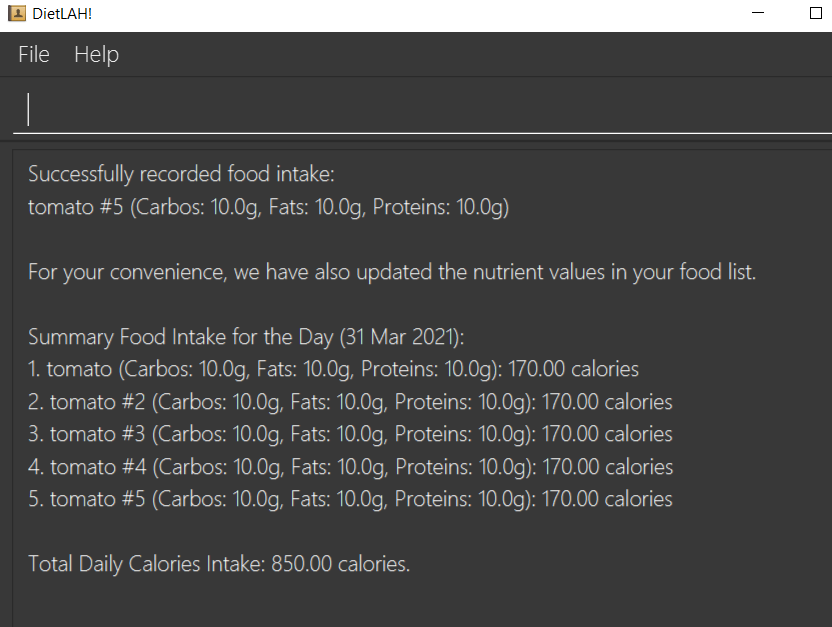 DietLAH!
File Help
Successfully recorded food intake:
tomato #5 (Carbos: 10.0g, Fats: 10.0g, Proteins: 10.0g)
For your convenience, we have also updated the nutrient values in your food list.
Summary Food Intake for the Day (31 Mar 2021):
1. tomato (Carbos: 10.0g, Fats: 10.0g, Proteins: 10.0g): 170.00 calories
2. tomato #2 (Carbos: 10.0g, Fats: 10.0g, Proteins: 10.0g): 170.00 calories
3. tomato #3 (Carbos: 10.0g, Fats: 10.0g, Proteins: 10.0g): 170.00 calories
4. tomato #4 (Carbos: 10.0g, Fats: 10.0g, Proteins: 10.0g): 170.00 calories
5. tomato #5 (Carbos: 10.0g, Fats: 10.0g, Proteins: 10.0g): 170.00 calories
Total Daily Calories Intake: 850.00 calories.